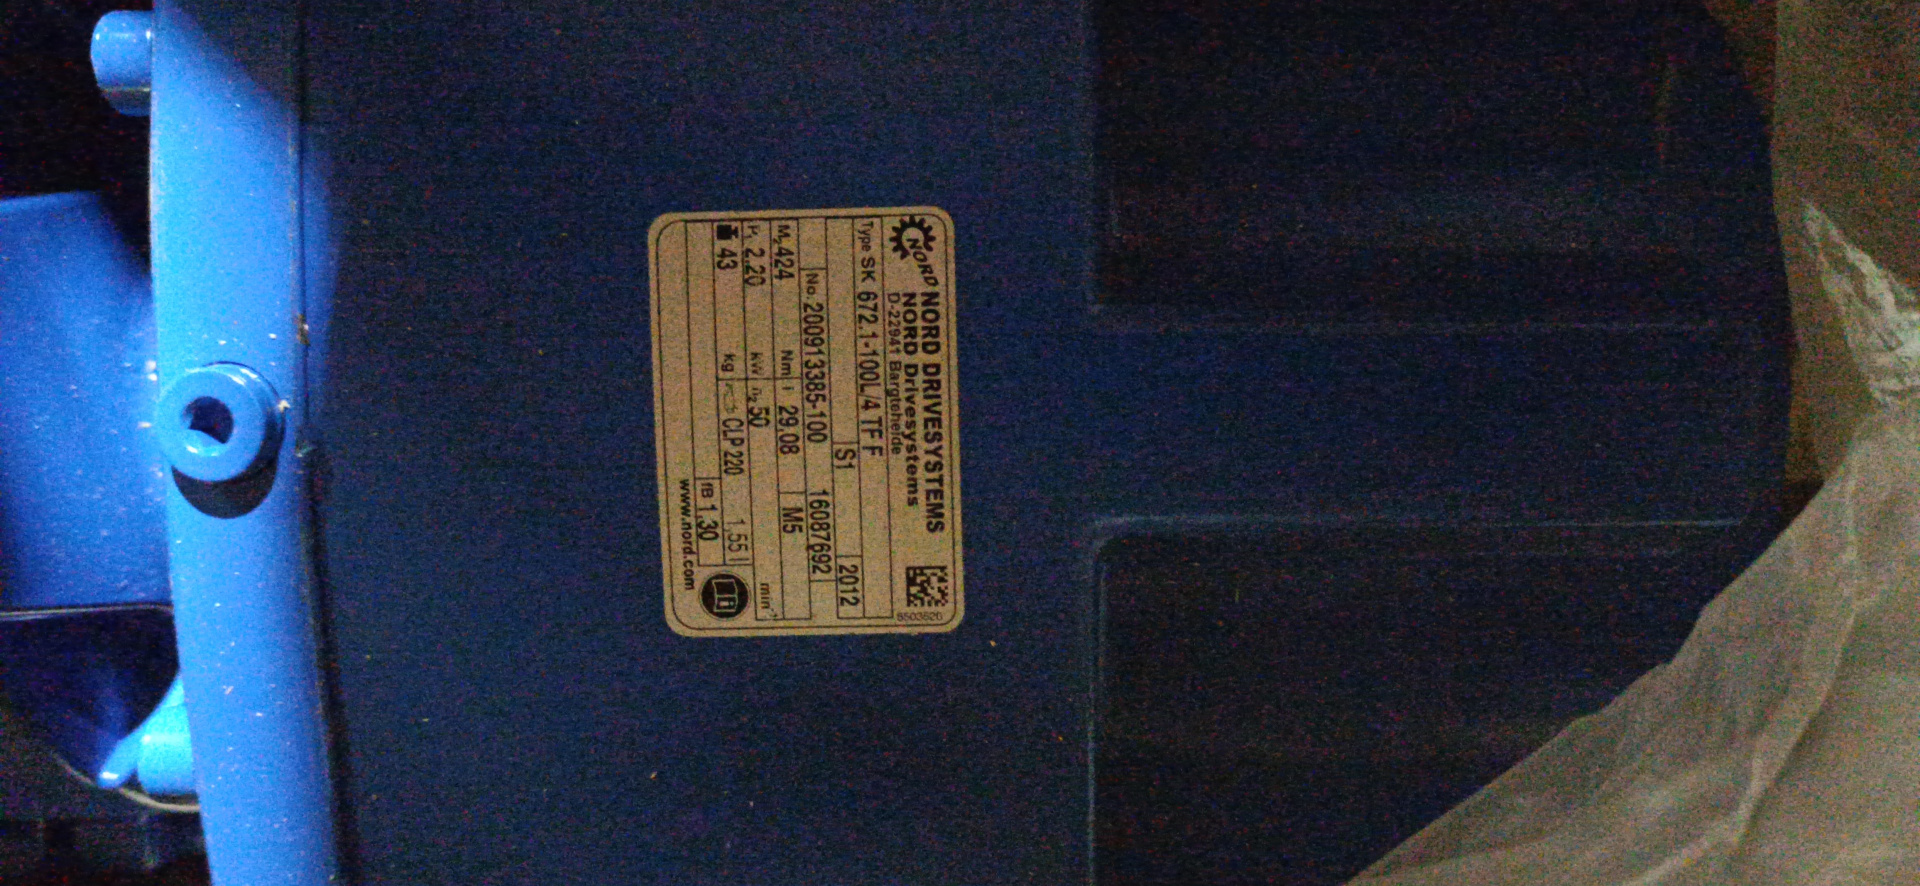 NORD
NORD DRIVESYSTEMS
NORD Drivesystems
D-22941 Bargteheide
6503620
Type SK 672.1-100L/4 TF F
S1 2012
No. 200913385-100 16087692
M₂ 424 Nm i 29.08 M5
P₁ 2.20 kW n₂ 50 min⁻¹
43 kg CLP 220 1.55 l
fB 1.30
www.nord.com